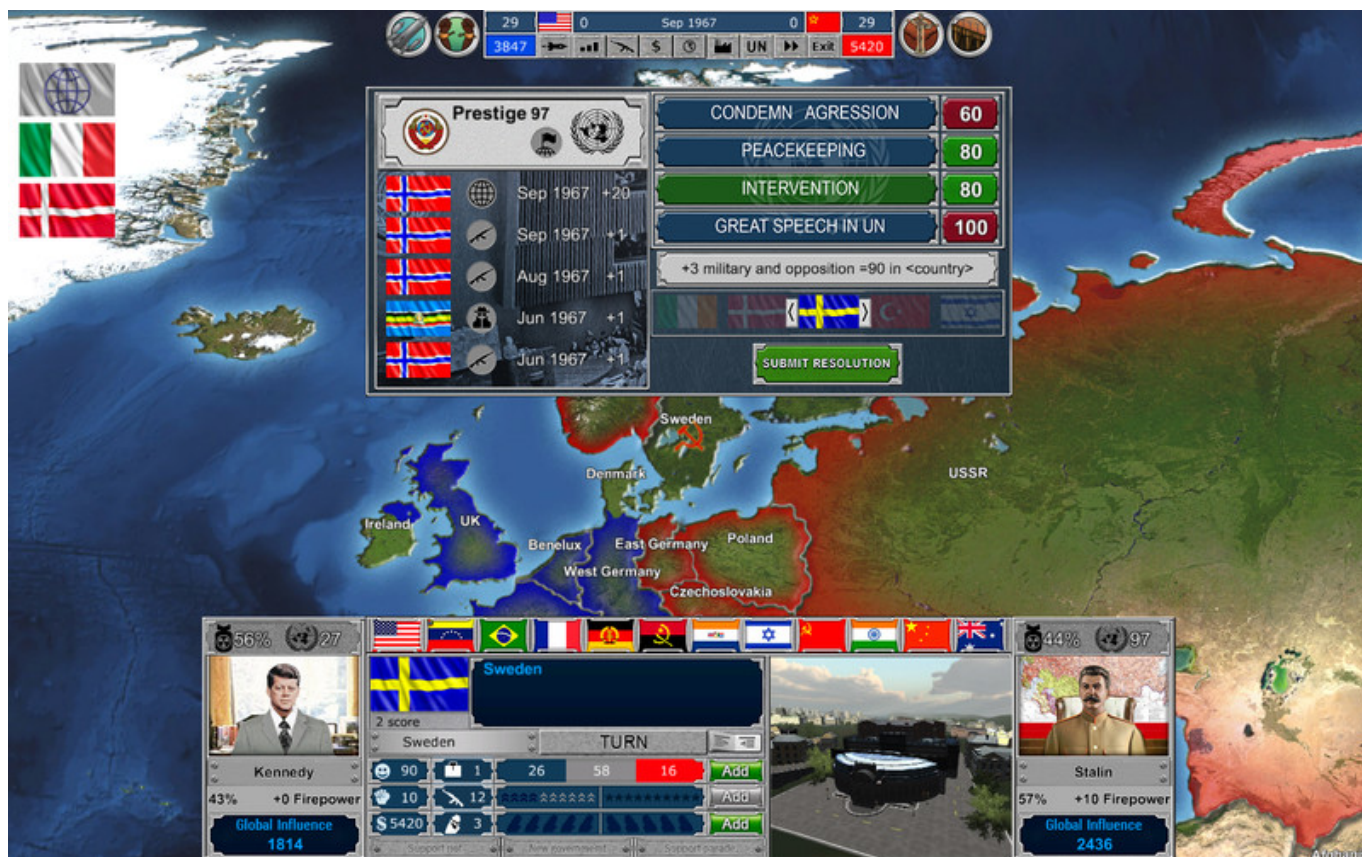 29 0 Sep 1967 0 29
3847 $ UN Exit 5420
Prestige 97
Sep 1967 +20
Sep 1967 +1
Aug 1967 +1
Jun 1967 +1
Jun 1967 +1
CONDEMN AGRESSION 60
PEACEKEEPING 80
INTERVENTION 80
GREAT SPEECH IN UN 100
+3 military and opposition =90 in <country>
SUBMIT RESOLUTION
Sweden
Denmark
USSR
Ireland
UK
Benelux
East Germany
Poland
West Germany
Czechoslovakia
56% 27
Kennedy
43% +0 Firepower
Global Influence
1814
Sweden
2 score
Sweden TURN
90 1 26 58 16 Add
10 12 Add
$ 5420 3 Add
Support parade
44% 97
Stalin
57% +10 Firepower
Global Influence
2436